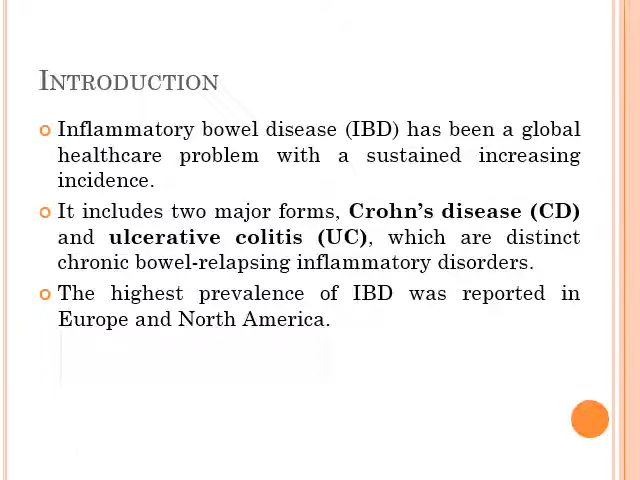 INTRODUCTION
Inflammatory bowel disease (IBD) has been a global
healthcare problem with a sustained increasing
incidence.
It includes two major forms, Crohn’s disease (CD)
and ulcerative colitis (UC), which are distinct
chronic bowel-relapsing inflammatory disorders.
The highest prevalence of IBD was reported in
Europe and North America.